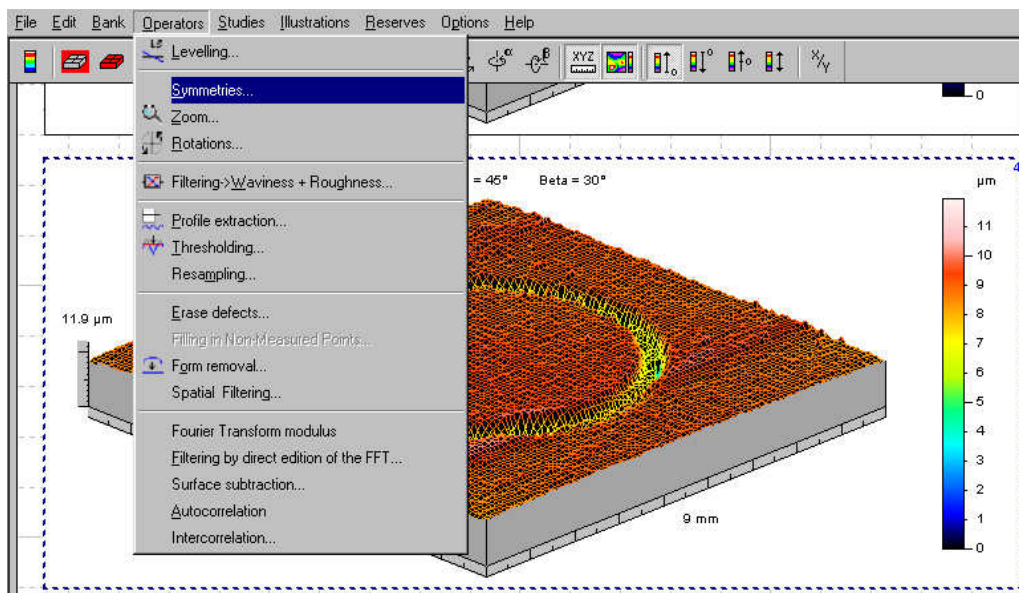 File Edit Bank Operators Studies Illustrations Reserves Options Help
LS
Levelling...
Symmetries...
Zoom...
Rotations...
Filtering->Waviness + Roughness...
Profile extraction...
Thresholding...
Resampling...
Erase defects...
Filling in Non-Measured Points...
Form removal...
Spatial Filtering...
Fourier Transform modulus
Filtering by direct edition of the FFT...
Surface subtraction...
Autocorrelation
Intercorrelation...
α β XYZ X/Y
0
4
= 45° Beta = 30°
µm
11
10
9
8
7
6
5
4
3
2
1
0
11.9 µm
9 mm